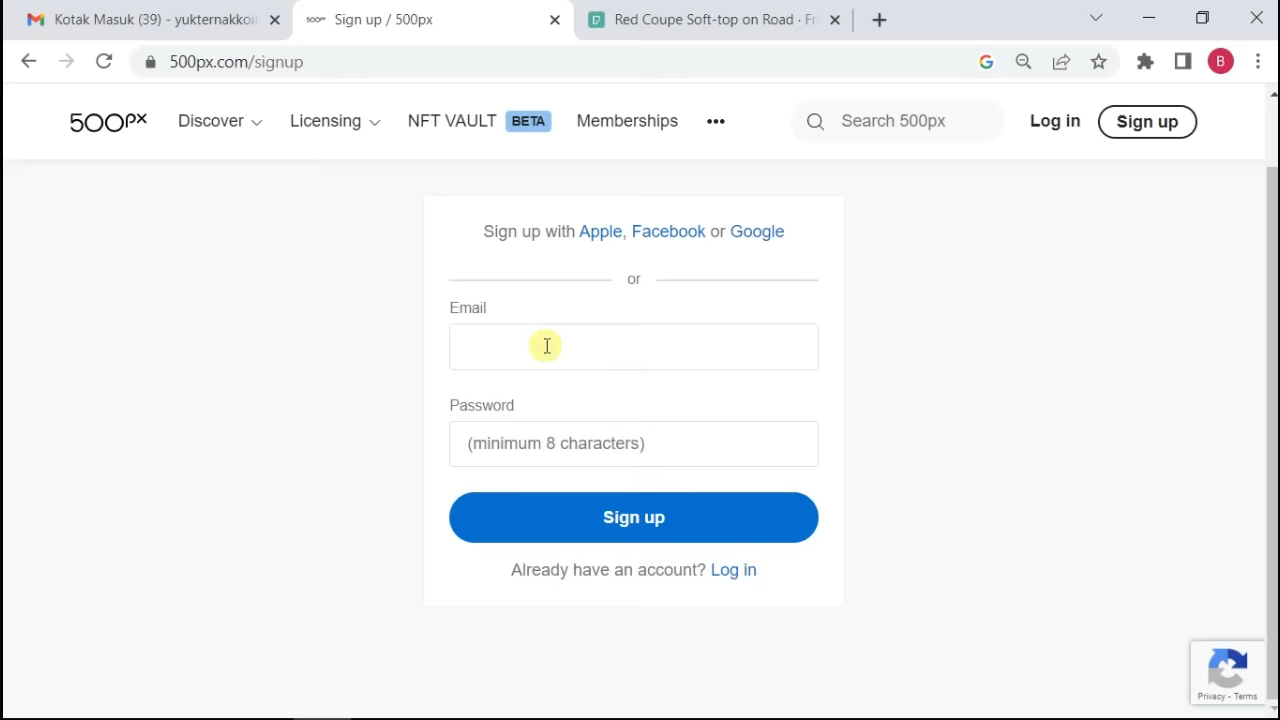 Kotak Masuk (39) - yukternakkoi
Sign up / 500px
Red Coupe Soft-top on Road · Fr
500px.com/signup
B
500px
Discover
Licensing
NFT VAULT BETA
Memberships
•••
Search 500px
Log in
Sign up
Sign up with Apple, Facebook or Google
or
Email
Password
(minimum 8 characters)
Sign up
Already have an account? Log in
Privacy - Terms